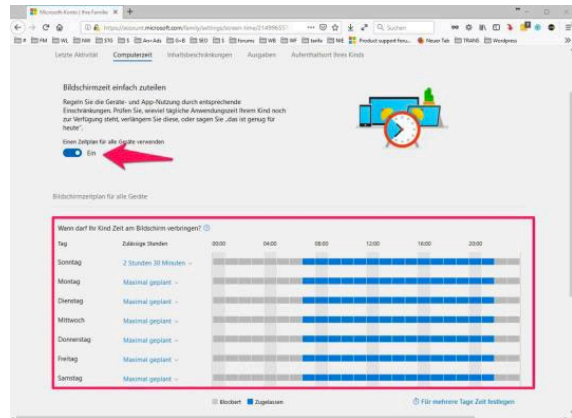 Microsoft-Konto | Ihre Familie
https://account.microsoft.com/family/settings/screen-time/
Suchen
Letzte Aktivität Computerzeit Inhaltsbeschränkungen Ausgaben Aufenthaltsort Ihres Kinds
Bildschirmzeit einfach zuteilen
Regeln Sie die Geräte- und App-Nutzung durch entsprechende
Einschränkungen. Prüfen Sie, wieviel tägliche Anwendungszeit Ihrem Kind noch
zur Verfügung steht, verlängern Sie diese, oder sagen Sie „das ist genug für
heute".
Einen Zeitplan für alle Geräte verwenden
Ein
Bildschirmzeitplan für alle Geräte
Wann darf Ihr Kind Zeit am Bildschirm verbringen?
Tag Zulässige Stunden 00:00 04:00 08:00 12:00 16:00 20:00
Sonntag 2 Stunden 30 Minuten
Montag Maximal geplant
Dienstag Maximal geplant
Mittwoch Maximal geplant
Donnerstag Maximal geplant
Freitag Maximal geplant
Samstag Maximal geplant
Blockiert Zugelassen Für mehrere Tage Zeit festlegen